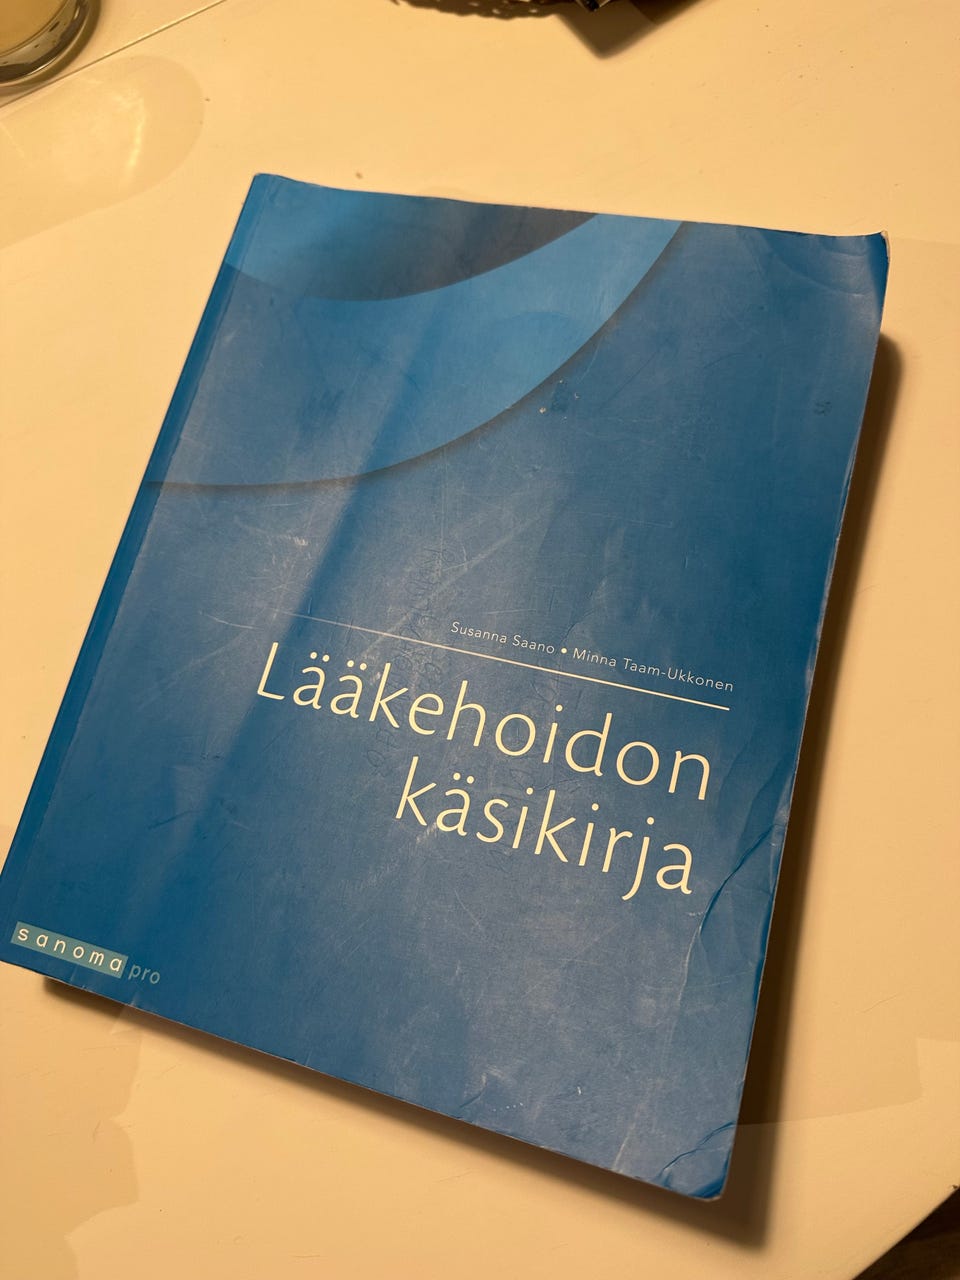 Susanna Saano • Minna Taam-Ukkonen
Lääkehoidon
käsikirja
sanoma pro